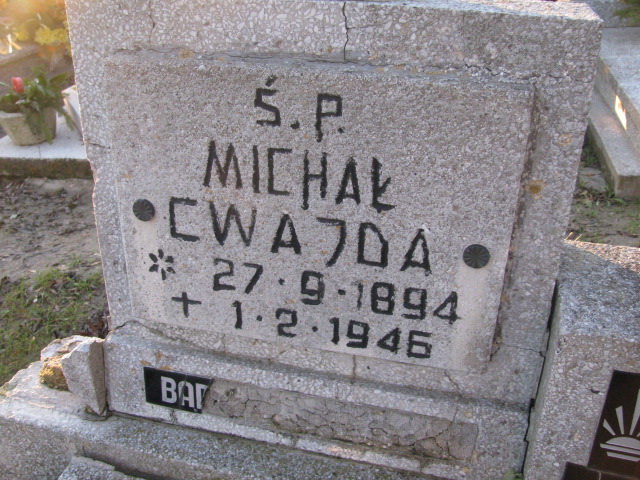 Ś.P.
MICHAŁ
CWAJDA
* 27.9.1894
+ 1.2.1946